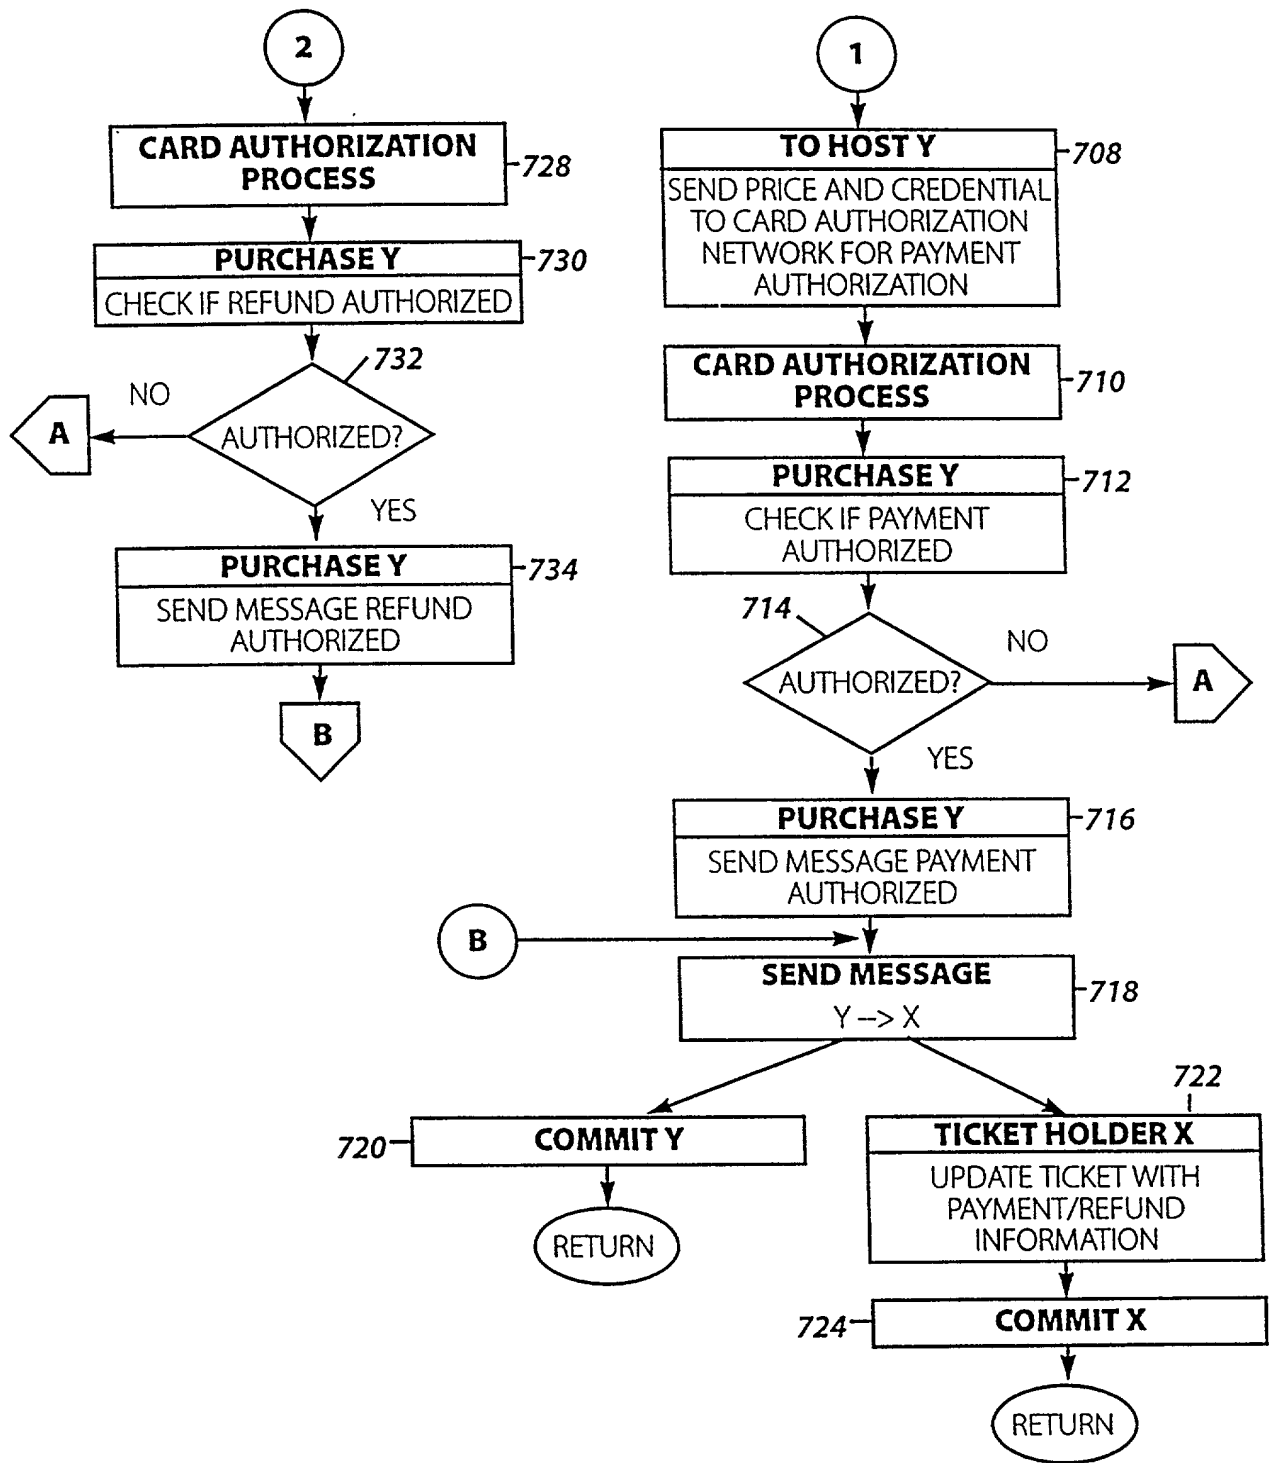 2
CARD AUTHORIZATION
PROCESS
728
PURCHASE Y
730
CHECK IF REFUND AUTHORIZED
732
NO
A
AUTHORIZED?
YES
PURCHASE Y
734
SEND MESSAGE REFUND
AUTHORIZED
B
1
TO HOST Y
708
SEND PRICE AND CREDENTIAL
TO CARD AUTHORIZATION
NETWORK FOR PAYMENT
AUTHORIZATION
CARD AUTHORIZATION
PROCESS
710
PURCHASE Y
712
CHECK IF PAYMENT
AUTHORIZED
714
NO
AUTHORIZED?
A
YES
PURCHASE Y
716
SEND MESSAGE PAYMENT
AUTHORIZED
B
SEND MESSAGE
718
Y --> X
720
COMMIT Y
RETURN
722
TICKET HOLDER X
UPDATE TICKET WITH
PAYMENT/REFUND
INFORMATION
724
COMMIT X
RETURN